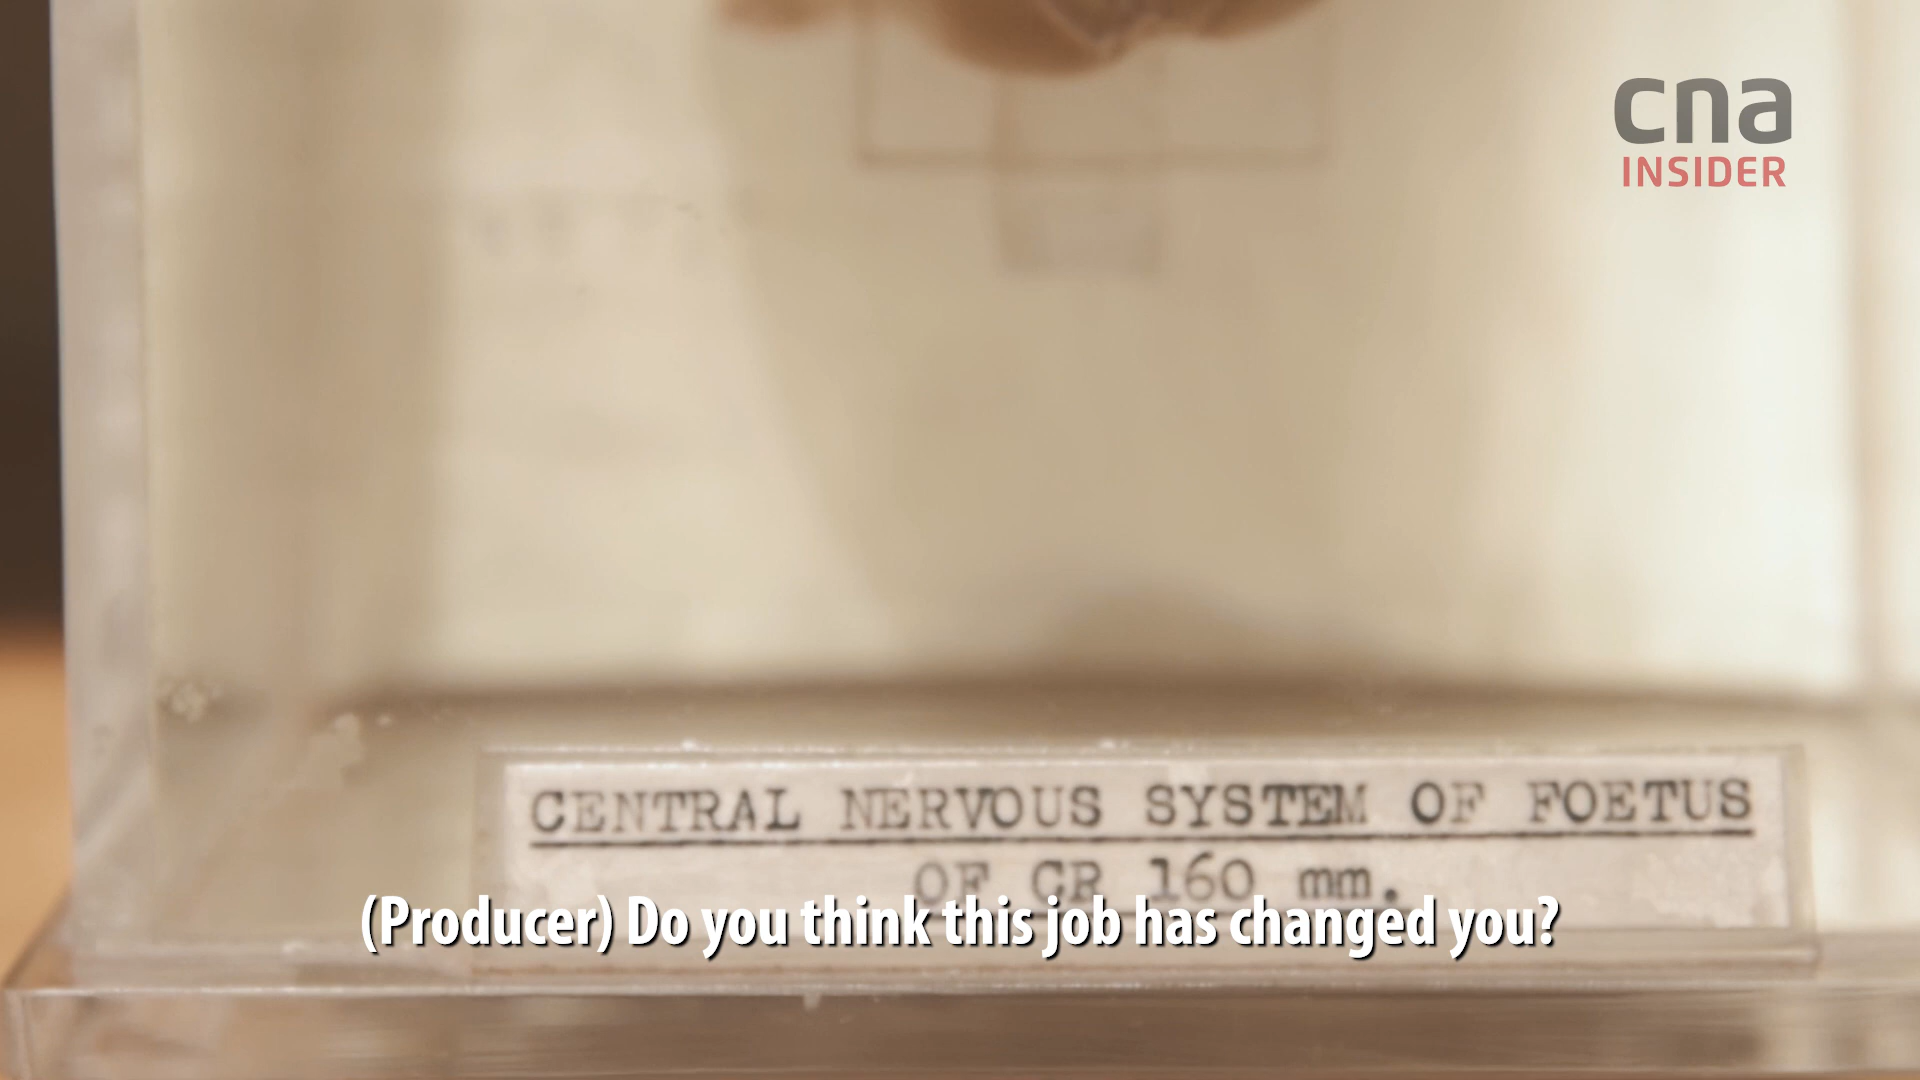 cna
INSIDER
CENTRAL NERVOUS SYSTEM OF FOETUS
OF CR 160 mm.
(Producer) Do you think this job has changed you?